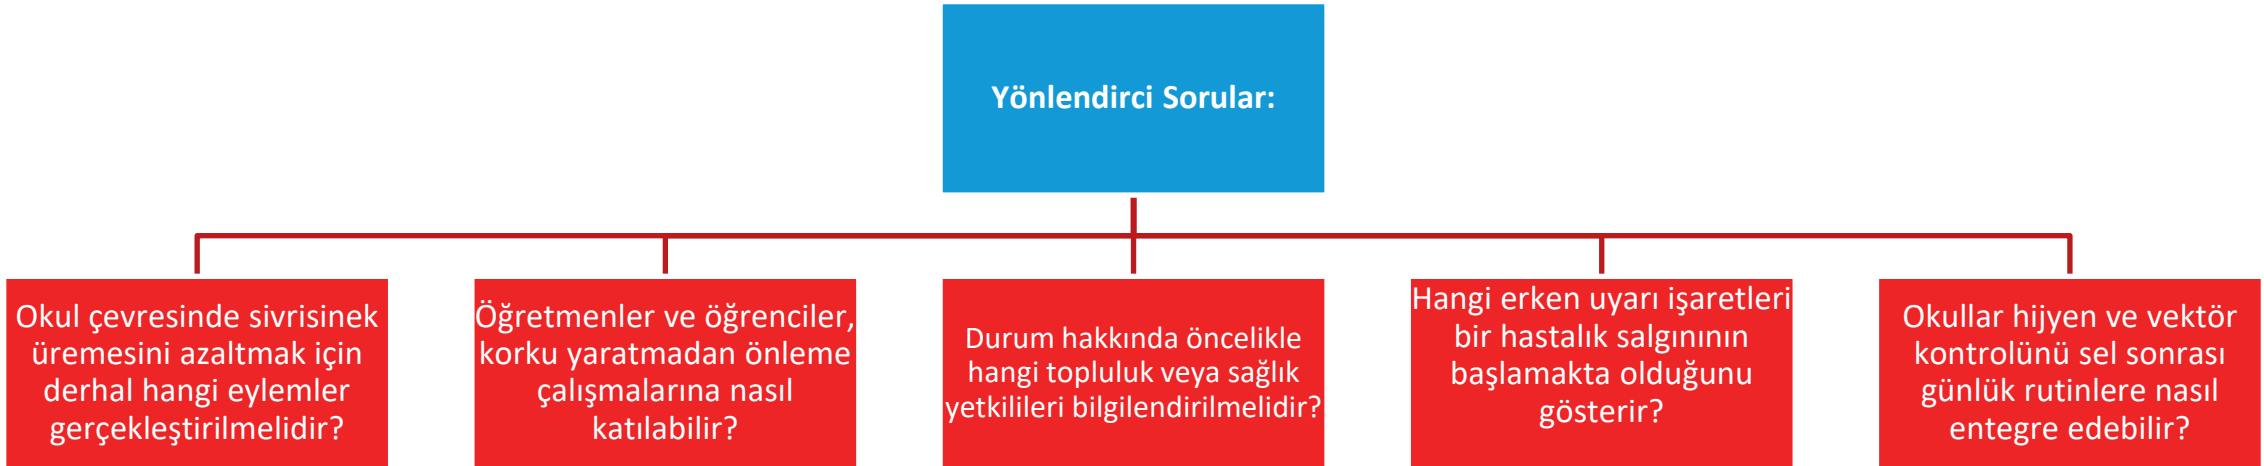 Yönlendirci Sorular:
Okul çevresinde sivrisinek
üremesini azaltmak için
derhal hangi eylemler
gerçekleştirilmelidir?
Öğretmenler ve öğrenciler,
korku yaratmadan önleme
çalışmalarına nasıl
katılabilir?
Durum hakkında öncelikle
hangi topluluk veya sağlık
yetkilileri bilgilendirilmelidir?
Hangi erken uyarı işaretleri
bir hastalık salgınının
başlamakta olduğunu
gösterir?
Okullar hijyen ve vektör
kontrolünü sel sonrası
günlük rutinlere nasıl
entegre edebilir?